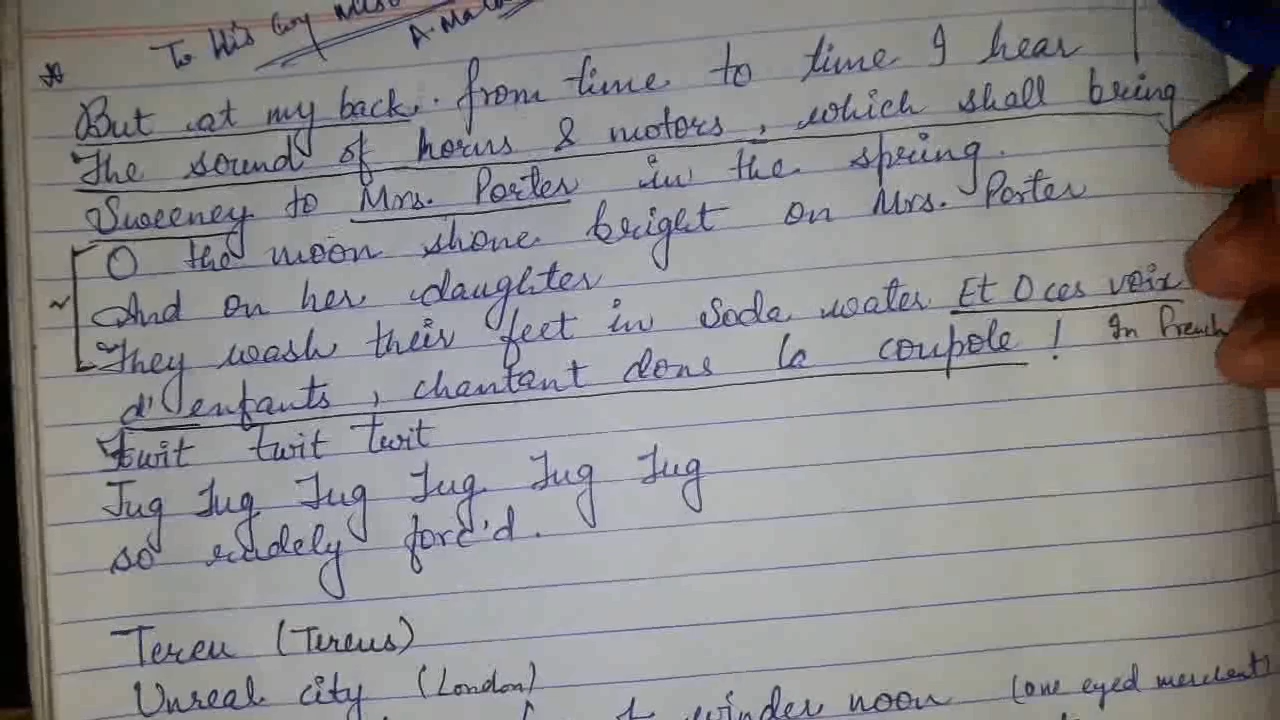 To His Coy Mist
A. Ma
But at my back. from time to time I hear
The sound of horns & motors, which shall bring
Sweeney to Mrs. Porter in the spring.
O the moon shone bright on Mrs. Porter
And on her daughter
They wash their feet in Soda water Et O ces voix
d'enfants, chantant dans la coupole ! In French
twit twit twit
Jug Jug Jug Jug Jug Jug
so rudely forc'd.
Tereu (Tereus)
Unreal city (London)
winder noon (one eyed merchant)